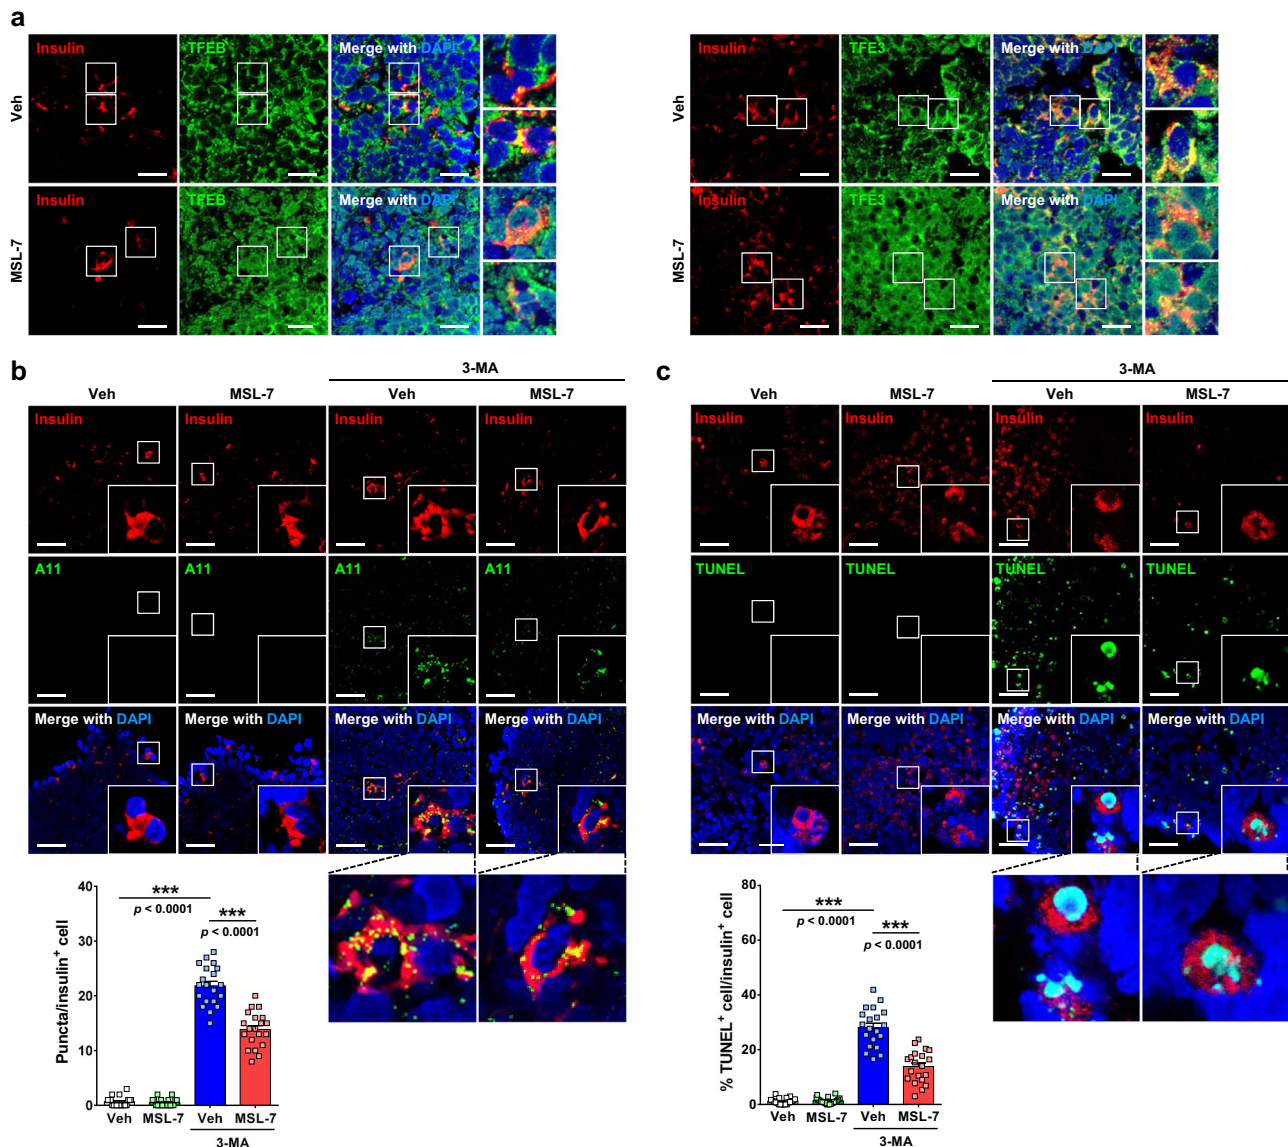 a
Insulin TFEB Merge with DAPI
Veh
Insulin TFEB Merge with DAPI
MSL-7
Insulin TFE3 Merge with DAPI
Veh
Insulin TFE3 Merge with DAPI
MSL-7
b
3-MA
Veh MSL-7 Veh MSL-7
Insulin Insulin Insulin Insulin
A11 A11 A11 A11
Merge with DAPI Merge with DAPI Merge with DAPI Merge with DAPI
Puncta/insulin⁺ cell
40
30
20
10
0
***
p < 0.0001
***
p < 0.0001
Veh MSL-7 Veh MSL-7
3-MA
c
3-MA
Veh MSL-7 Veh MSL-7
Insulin Insulin Insulin Insulin
TUNEL TUNEL TUNEL TUNEL
Merge with DAPI Merge with DAPI Merge with DAPI Merge with DAPI
% TUNEL⁺ cell/insulin⁺ cell
80
60
40
20
0
***
p < 0.0001
***
p < 0.0001
Veh MSL-7 Veh MSL-7
3-MA